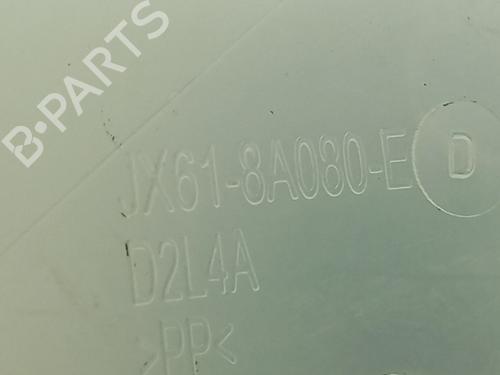 B-PARTS
JX61-8A080-E D
D2L4A
>PP<